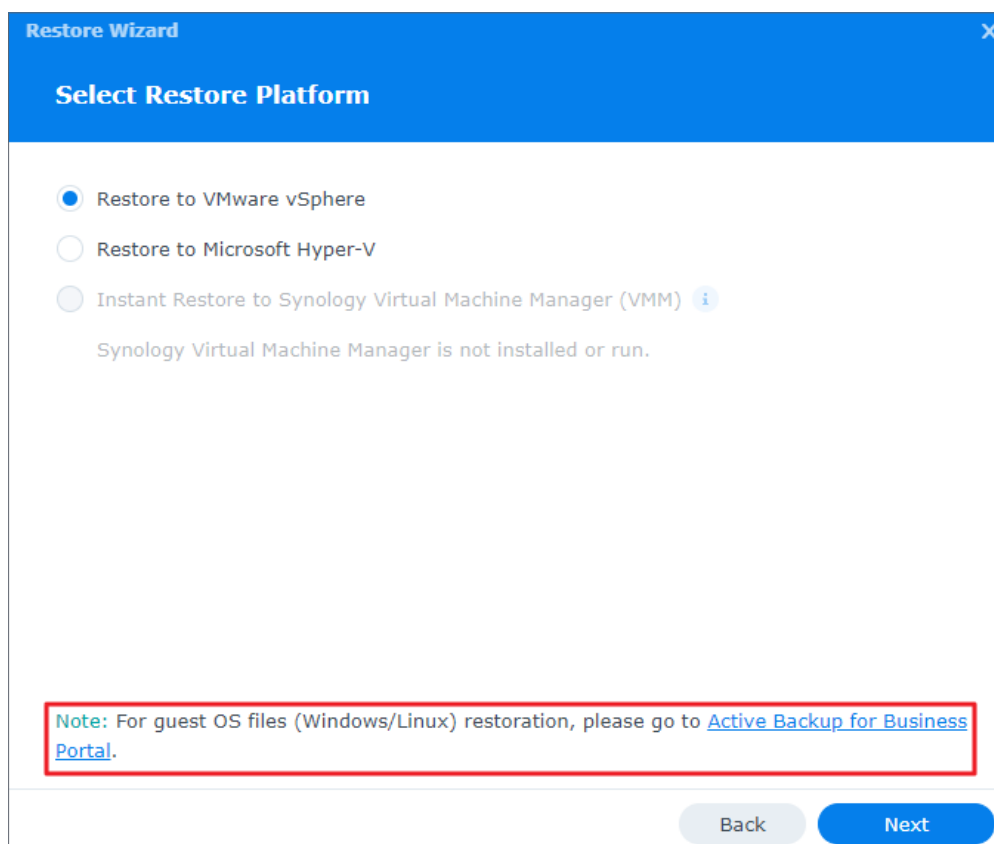 Restore Wizard
Select Restore Platform
Restore to VMware vSphere
Restore to Microsoft Hyper-V
Instant Restore to Synology Virtual Machine Manager (VMM) i
Synology Virtual Machine Manager is not installed or run.
Note: For guest OS files (Windows/Linux) restoration, please go to Active Backup for Business
Portal.
Back Next